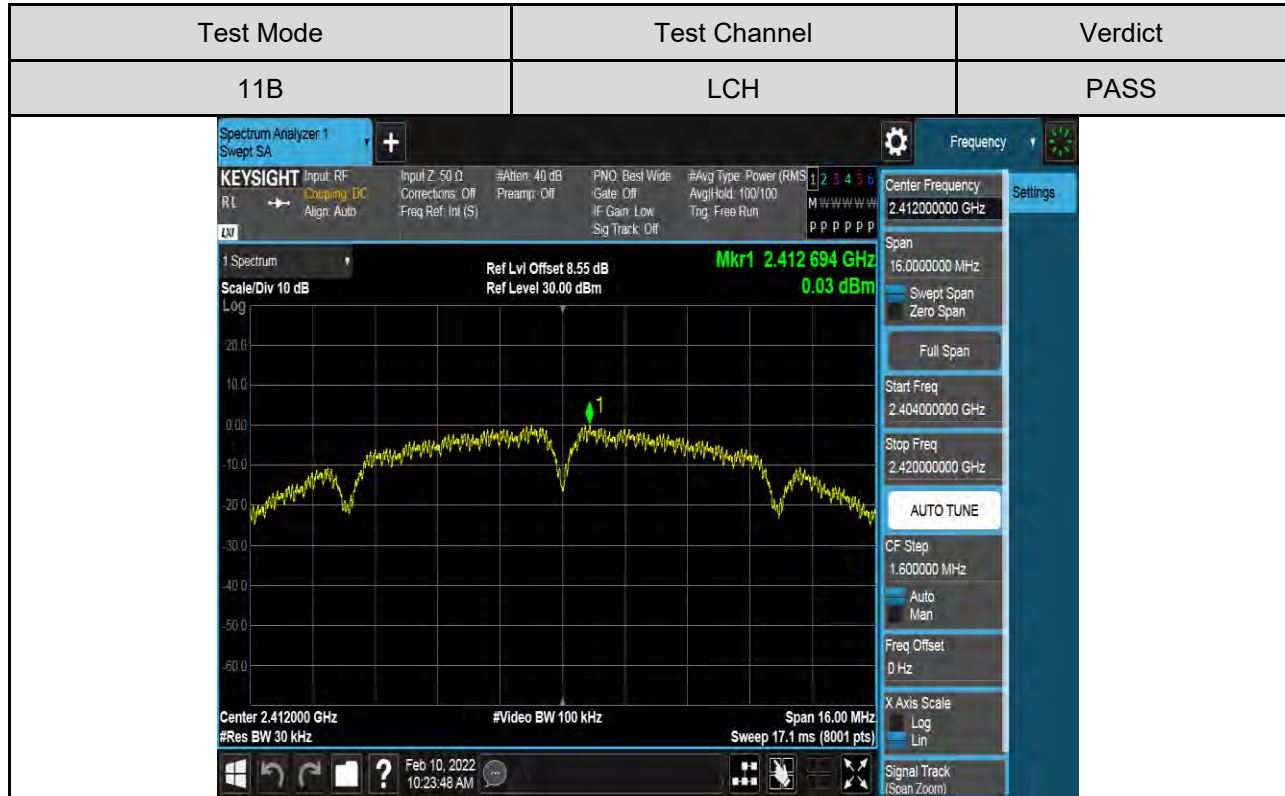 Test Mode Test Channel Verdict
11B LCH PASS
Spectrum Analyzer 1
Swept SA
+
Frequency
KEYSIGHT
R L
LXI
Input: RF
Coupling: DC
Align: Auto
Input Z: 50 Ω
Corrections: Off
Freq Ref: Int (S)
#Atten: 40 dB
Preamp: Off
PNO: Best Wide
Gate: Off
IF Gain: Low
Sig Track: Off
#Avg Type: Power (RMS
Avg|Hold: 100/100
Trig: Free Run
1 2 3 4 5 6
M W W W W W
P P P P P P
1 Spectrum
Scale/Div 10 dB
Log
Ref Lvl Offset 8.55 dB
Ref Level 30.00 dBm
Mkr1 2.412 694 GHz
0.03 dBm
20.0
10.0
0.00
-10.0
-20.0
-30.0
-40.0
-50.0
-60.0
1
Center 2.412000 GHz
#Res BW 30 kHz
#Video BW 100 kHz
Span 16.00 MHz
Sweep 17.1 ms (8001 pts)
Center Frequency
2.412000000 GHz
Settings
Span
16.0000000 MHz
Swept Span
Zero Span
Full Span
Start Freq
2.404000000 GHz
Stop Freq
2.420000000 GHz
AUTO TUNE
CF Step
1.600000 MHz
Auto
Man
Freq Offset
0 Hz
X Axis Scale
Log
Lin
Signal Track
(Span Zoom)
?
Feb 10, 2022
10:23:48 AM